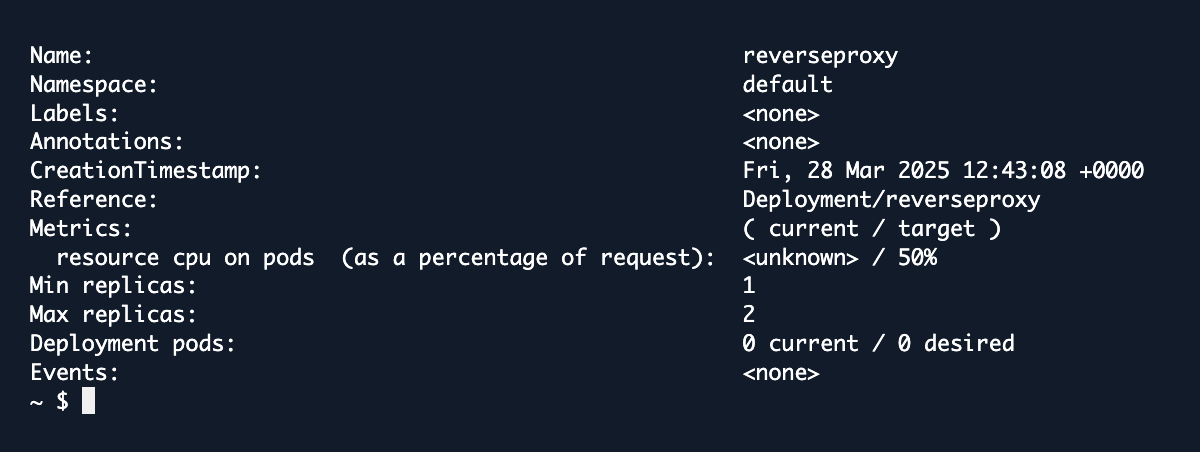 Name: reverseproxy
Namespace: default
Labels: <none>
Annotations: <none>
CreationTimestamp: Fri, 28 Mar 2025 12:43:08 +0000
Reference: Deployment/reverseproxy
Metrics: ( current / target )
  resource cpu on pods  (as a percentage of request): <unknown> / 50%
Min replicas: 1
Max replicas: 2
Deployment pods: 0 current / 0 desired
Events: <none>
~ $